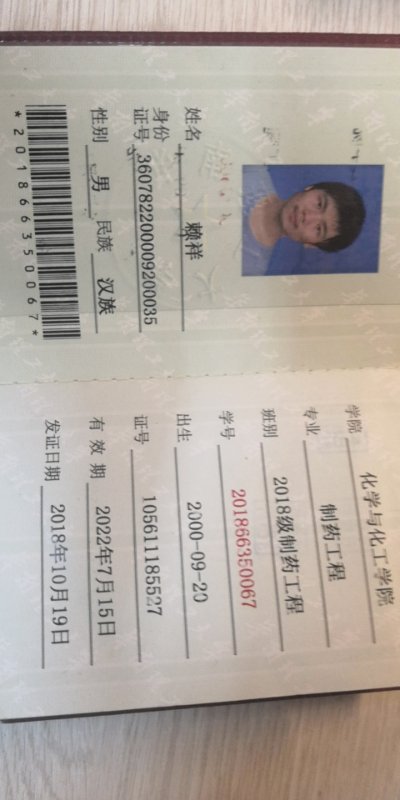 姓名 赖祥
身份证号 360782200009200035
性别 男 民族 汉族
*201866350067*
学院 化学与化工学院
专业 制药工程
班别 2018级制药工程
学号 201866350067
出生 2000-09-20
证号 105611185527
有效期 2022年7月15日
发证日期 2018年10月19日